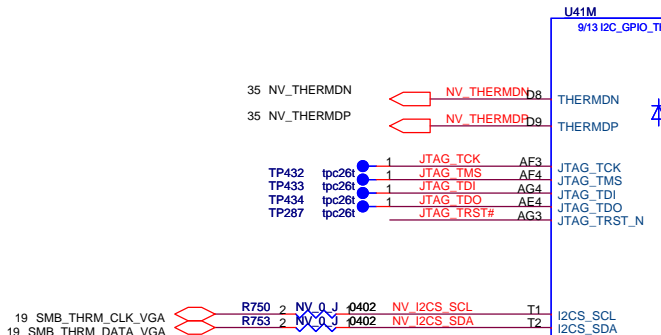 U41M
9/13 I2C_GPIO_T
35 NV_THERMDN
NV_THERMDN
D8
THERMDN
35 NV_THERMDP
NV_THERMDP
D9
THERMDP
1
JTAG_TCK
AF3
JTAG_TCK
TP432
tpc26t
1
JTAG_TMS
AF4
JTAG_TMS
TP433
tpc26t
1
JTAG_TDI
AG4
JTAG_TDI
TP434
tpc26t
1
JTAG_TDO
AE4
JTAG_TDO
TP287
tpc26t
JTAG_TRST#
AG3
JTAG_TRST_N
R750
2
NV_0_J
1
0402
NV_I2CS_SCL
T1
19 SMB_THRM_CLK_VGA
I2CS_SCL
R753
2
NV_0_J
1
0402
NV_I2CS_SDA
T2
19 SMB_THRM_DATA_VGA
I2CS_SDA